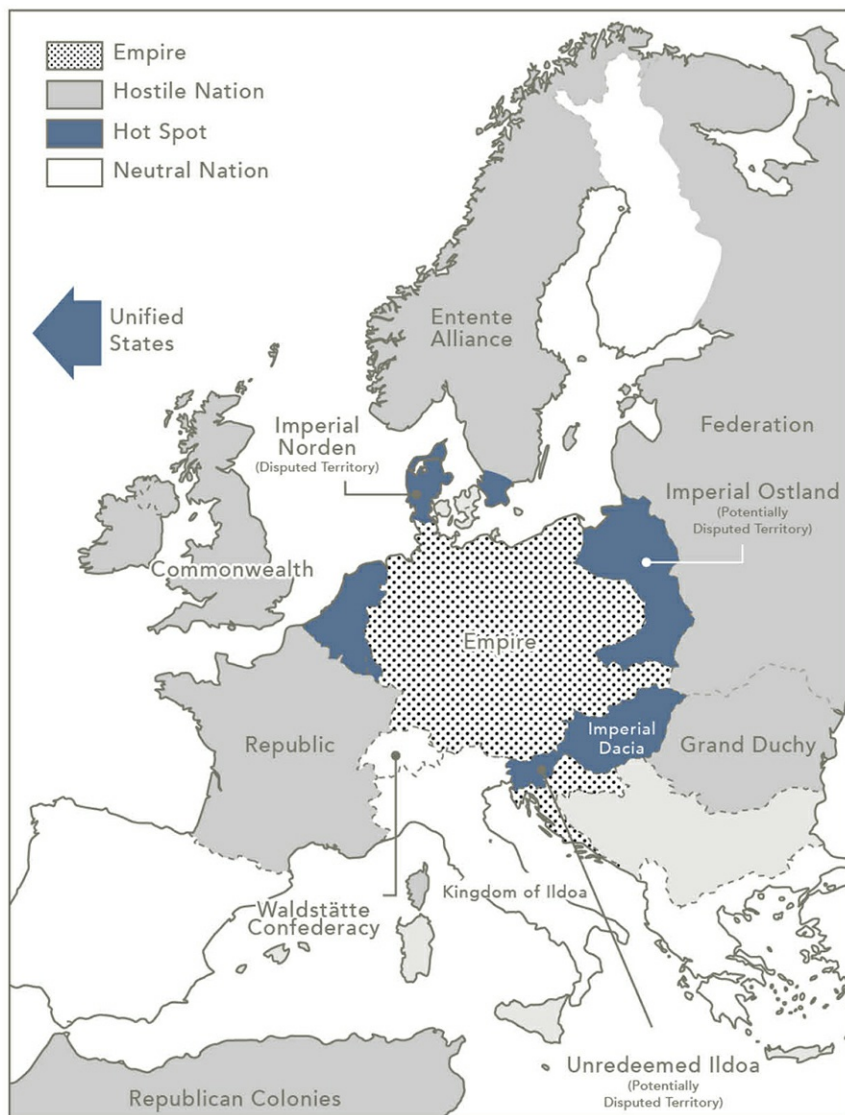 Empire
Hostile Nation
Hot Spot
Neutral Nation
Unified
States
Entente
Alliance
Imperial
Norden
(Disputed Territory)
Federation
Imperial Ostland
(Potentially
Disputed Territory)
Commonwealth
Empire
Republic
Imperial
Dacia
Grand Duchy
Waldstätte
Confederacy
Kingdom of Ildoa
Unredeemed Ildoa
(Potentially
Disputed Territory)
Republican Colonies